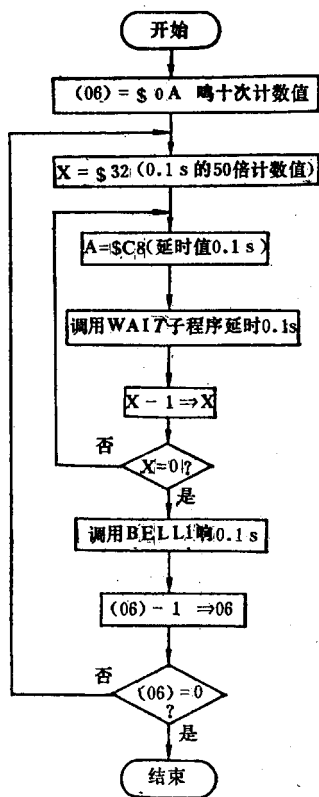 开始
(06)=$0A 鸣十次计数值
X=$32(0.1s的50倍计数值)
A=$C8(延时值0.1s)
调用WAIT子程序延时0.1s
X-1⇒X
否
X=0?
是
调用BELL1响0.1s
(06)-1⇒06
否
(06)=0
?
是
结束